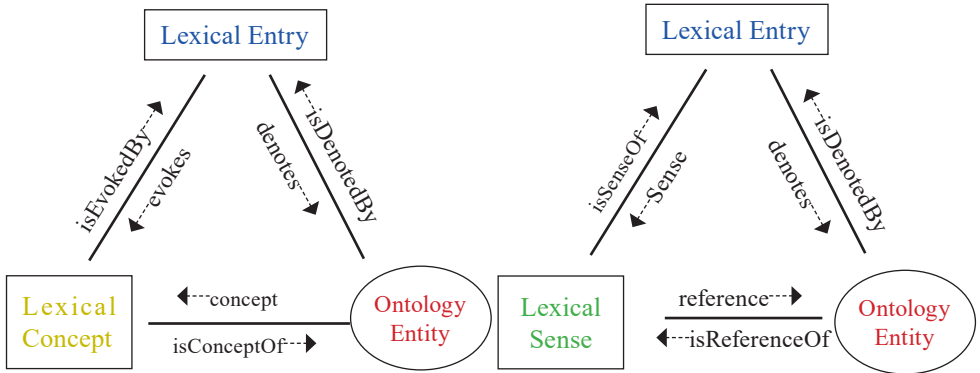 Lexical Entry
isEvokedBy
evokes
denotes
isDenotedBy
Lexical
Concept
concept
isConceptOf
Ontology
Entity
Lexical Entry
isSenseOf
Sense
denotes
isDenotedBy
Lexical
Sense
reference
isReferenceOf
Ontology
Entity